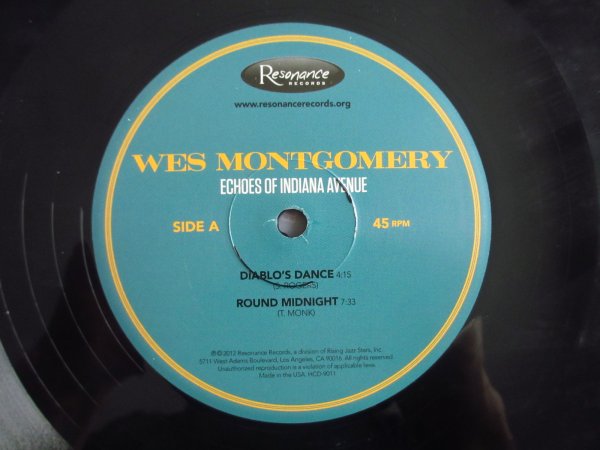 Resonance
RECORDS
www.resonancerecords.org
WES MONTGOMERY
ECHOES OF INDIANA AVENUE
SIDE A
45 RPM
DIABLO'S DANCE 4:15
(S. ROGERS)
ROUND MIDNIGHT 7:33
(T. MONK)
℗ © 2012 Resonance Records, a division of Rising Jazz Stars, Inc.
5711 West Adams Boulevard, Los Angeles, CA 90016. All rights reserved.
Unauthorized reproduction is a violation of applicable laws.
Made in the USA. HCD-9011